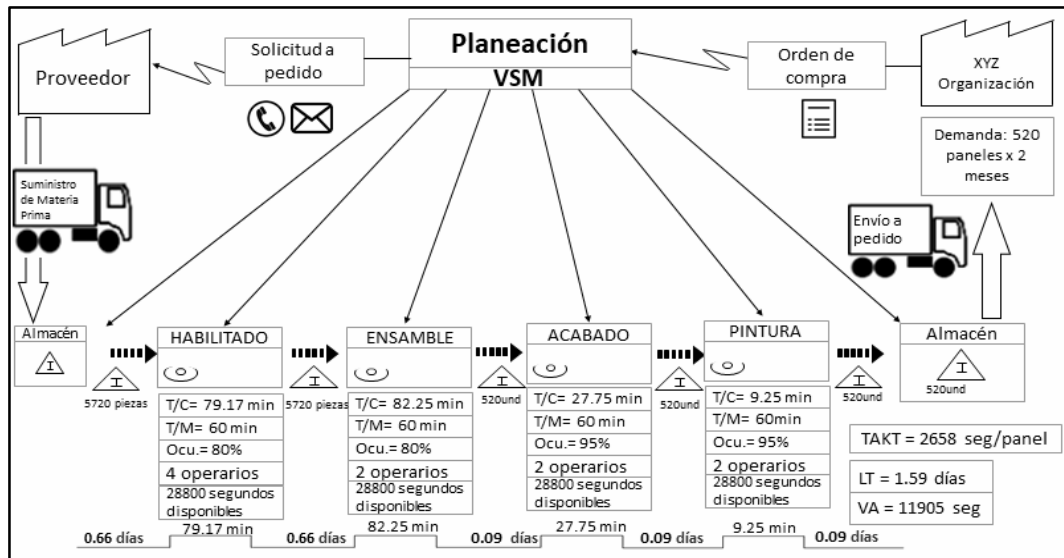 Proveedor
Solicitud a
pedido
Planeación
VSM
Orden de
compra
XYZ
Organización
Demanda: 520
paneles x 2
meses
Suministro
de Materia
Prima
Envío a
pedido
Almacén
I
HABILITADO
ENSAMBLE
ACABADO
PINTURA
Almacén
I
I
5720 piezas
I
5720 piezas
I
520und
I
520und
I
520und
520und
T/C= 79.17 min
T/M= 60 min
Ocu.= 80%
4 operarios
28800 segundos
disponibles
T/C= 82.25 min
T/M= 60 min
Ocu.= 80%
2 operarios
28800 segundos
disponibles
T/C= 27.75 min
T/M= 60 min
Ocu.= 95%
2 operarios
28800 segundos
disponibles
T/C= 9.25 min
T/M= 60min
Ocu.= 95%
2 operarios
28800 segundos
disponibles
TAKT = 2658 seg/panel
LT = 1.59 días
VA = 11905 seg
0.66 días
79.17 min
0.66 días
82.25 min
0.09 días
27.75 min
0.09 días
9.25 min
0.09 días